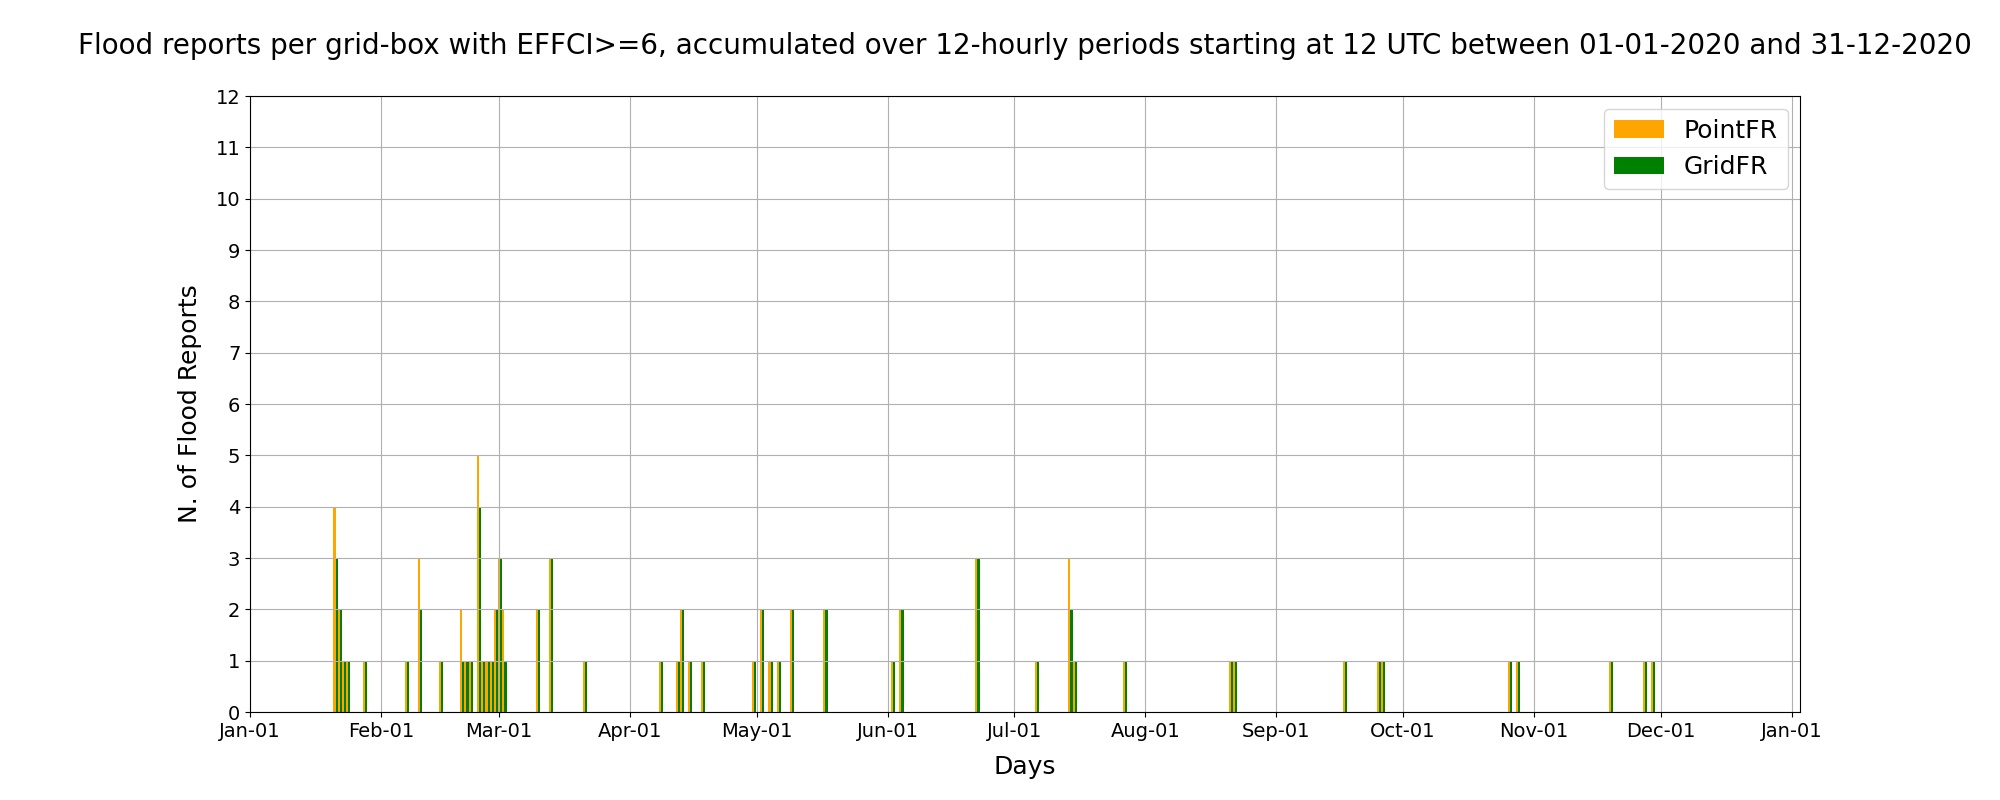 Flood reports per grid-box with EFFCI>=6, accumulated over 12-hourly periods starting at 12 UTC between 01-01-2020 and 31-12-2020
12
11
10
9
8
7
6
5
4
3
2
1
0
N. of Flood Reports
PointFR
GridFR
Jan-01 Feb-01 Mar-01 Apr-01 May-01 Jun-01 Jul-01 Aug-01 Sep-01 Oct-01 Nov-01 Dec-01 Jan-01
Days